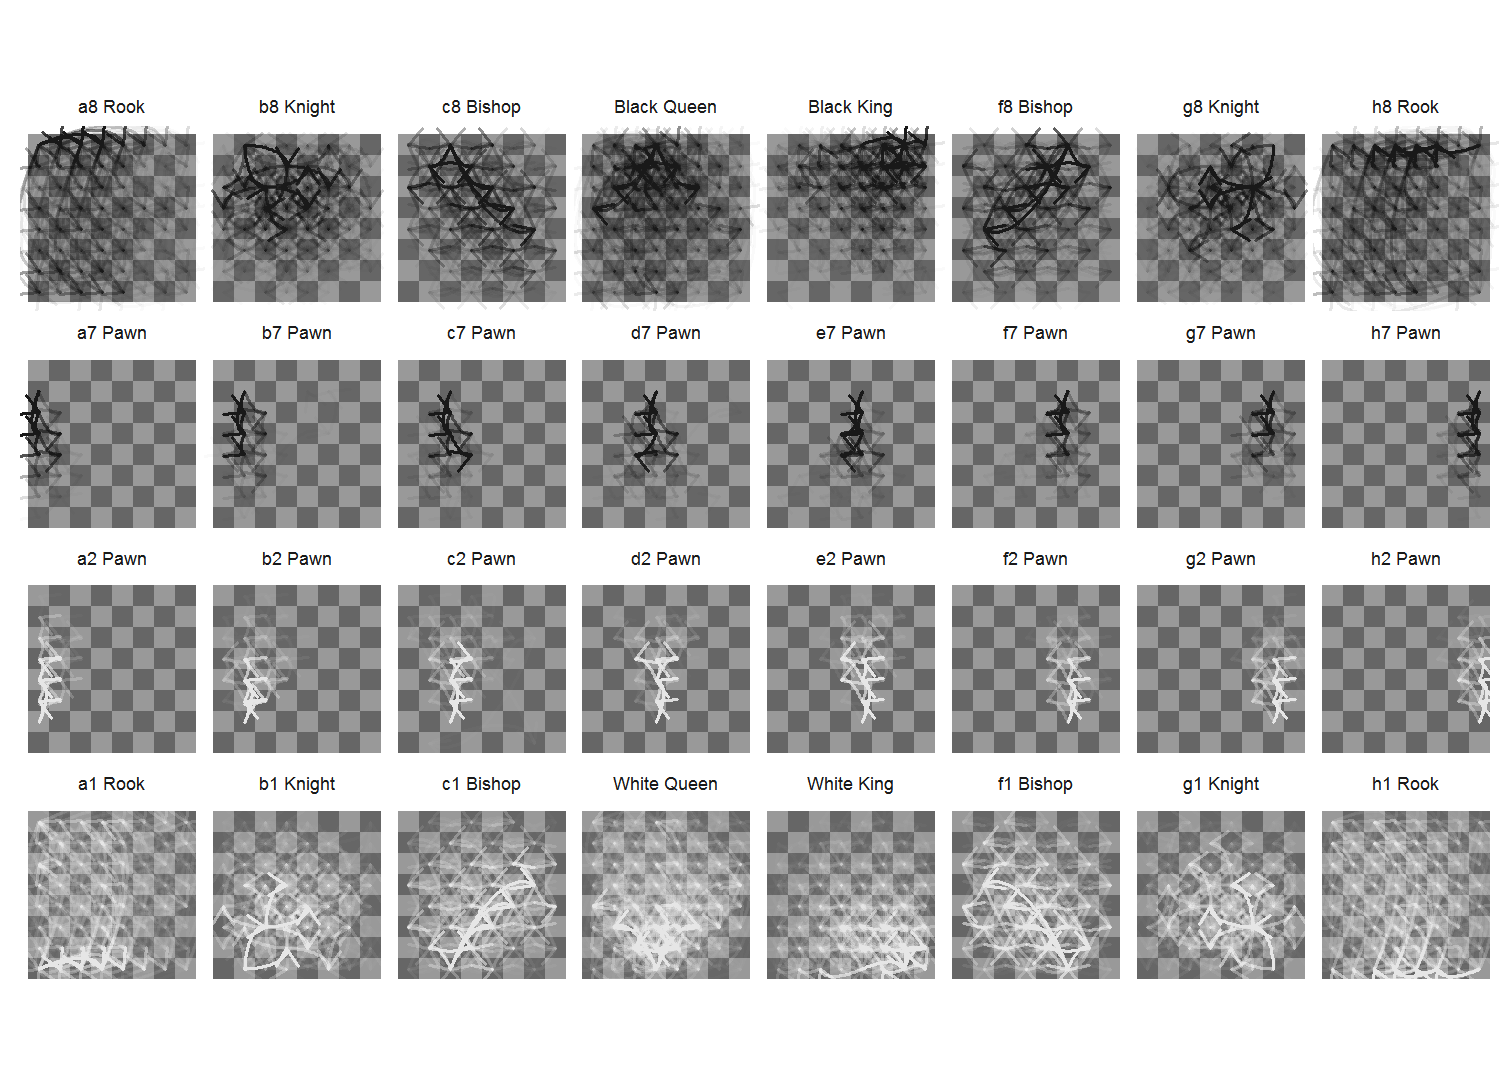 a8 Rook b8 Knight c8 Bishop Black Queen Black King f8 Bishop g8 Knight h8 Rook
a7 Pawn b7 Pawn c7 Pawn d7 Pawn e7 Pawn f7 Pawn g7 Pawn h7 Pawn
a2 Pawn b2 Pawn c2 Pawn d2 Pawn e2 Pawn f2 Pawn g2 Pawn h2 Pawn
a1 Rook b1 Knight c1 Bishop White Queen White King f1 Bishop g1 Knight h1 Rook